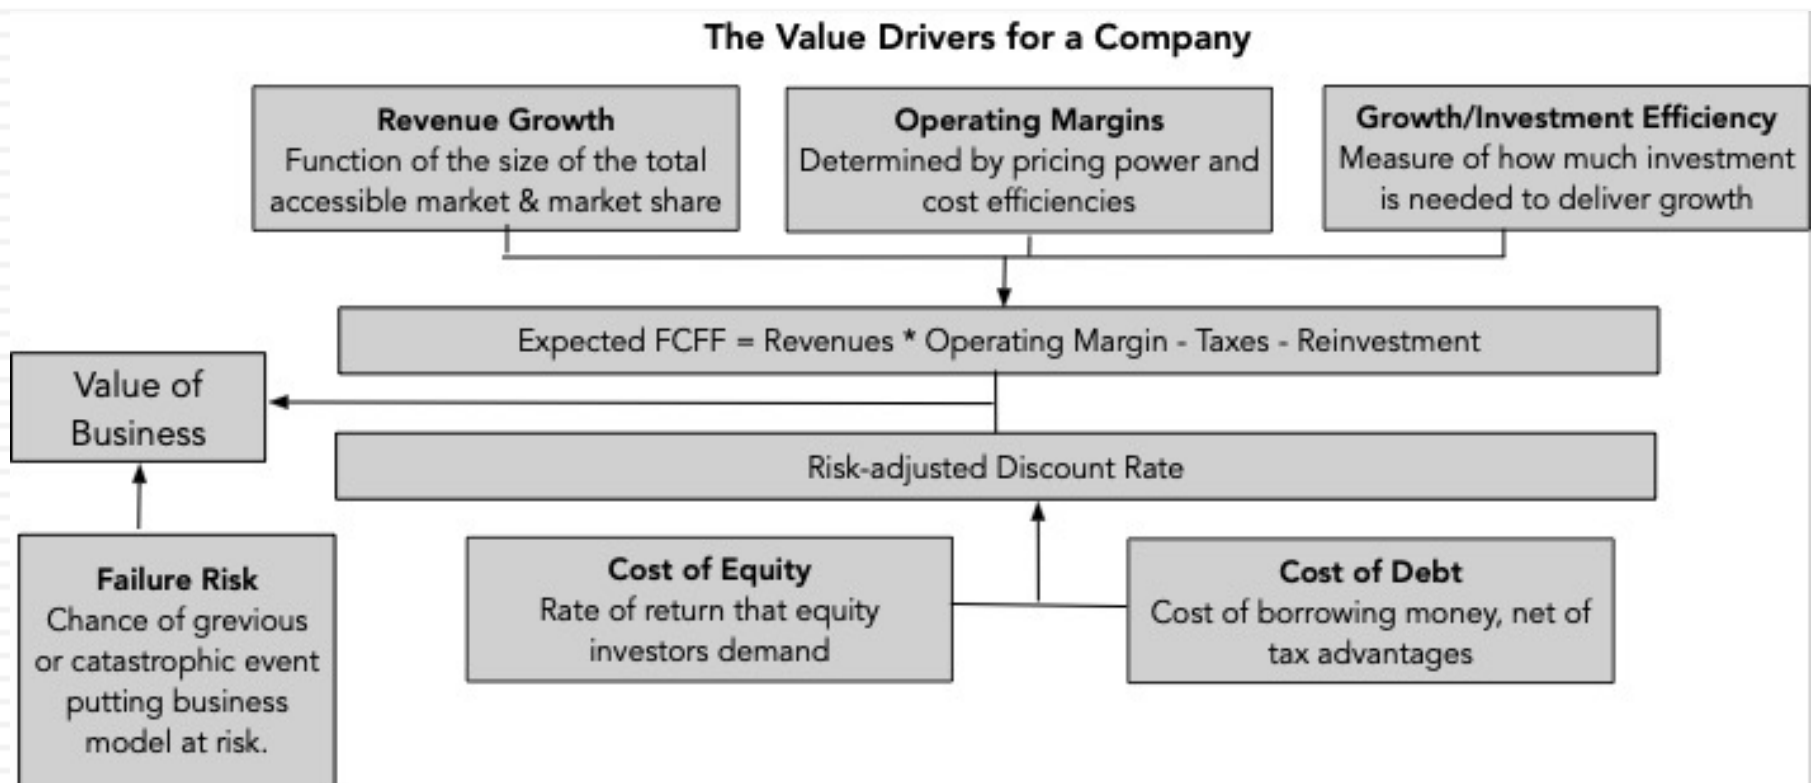 The Value Drivers for a Company
Revenue Growth
Function of the size of the total
accessible market & market share
Operating Margins
Determined by pricing power and
cost efficiencies
Growth/Investment Efficiency
Measure of how much investment
is needed to deliver growth
Expected FCFF = Revenues * Operating Margin - Taxes - Reinvestment
Value of
Business
Risk-adjusted Discount Rate
Failure Risk
Chance of grevious
or catastrophic event
putting business
model at risk.
Cost of Equity
Rate of return that equity
investors demand
Cost of Debt
Cost of borrowing money, net of
tax advantages